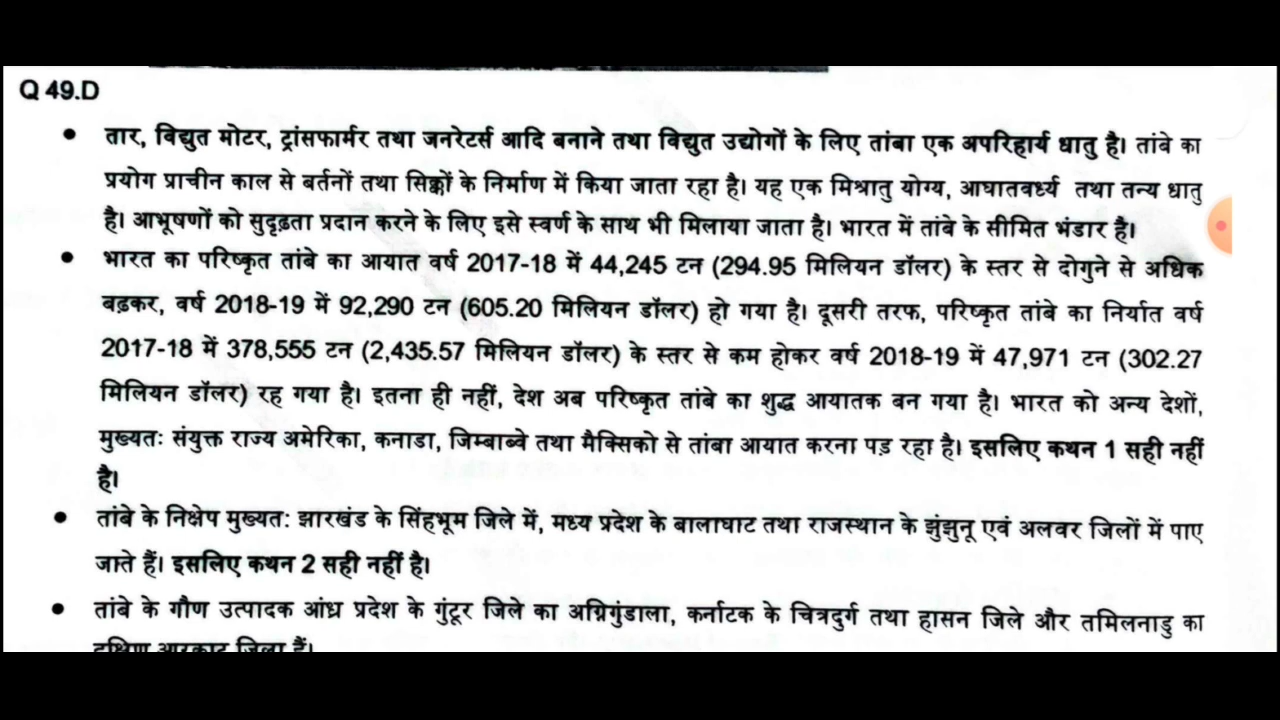 Q 49.D
• तार, विद्युत मोटर, ट्रांसफार्मर तथा जनरेटर्स आदि बनाने तथा विद्युत उद्योगों के लिए तांबा एक अपरिहार्य धातु है। तांबे का
प्रयोग प्राचीन काल से बर्तनों तथा सिक्कों के निर्माण में किया जाता रहा है। यह एक मिश्रातु योग्य, आघातवर्ध्य तथा तन्य धातु
है। आभूषणों को सुदृढ़ता प्रदान करने के लिए इसे स्वर्ण के साथ भी मिलाया जाता है। भारत में तांबे के सीमित भंडार है।
• भारत का परिष्कृत तांबे का आयात वर्ष 2017-18 में 44,245 टन (294.95 मिलियन डॉलर) के स्तर से दोगुने से अधिक
बढ़कर, वर्ष 2018-19 में 92,290 टन (605.20 मिलियन डॉलर) हो गया है। दूसरी तरफ, परिष्कृत तांबे का निर्यात वर्ष
2017-18 में 378,555 टन (2,435.57 मिलियन डॉलर) के स्तर से कम होकर वर्ष 2018-19 में 47,971 टन (302.27
मिलियन डॉलर) रह गया है। इतना ही नहीं, देश अब परिष्कृत तांबे का शुद्ध आयातक बन गया है। भारत को अन्य देशों,
मुख्यतः संयुक्त राज्य अमेरिका, कनाडा, जिम्बाब्वे तथा मैक्सिको से तांबा आयात करना पड़ रहा है। इसलिए कथन 1 सही नहीं
है।
• तांबे के निक्षेप मुख्यत: झारखंड के सिंहभूम जिले में, मध्य प्रदेश के बालाघाट तथा राजस्थान के झुंझुनू एवं अलवर जिलों में पाए
जाते हैं। इसलिए कथन 2 सही नहीं है।
• तांबे के गौण उत्पादक आंध्र प्रदेश के गुंटूर जिले का अग्निगुंडाला, कर्नाटक के चित्रदुर्ग तथा हासन जिले और तमिलनाडु का
दक्षिण आरकाट जिला हैं।